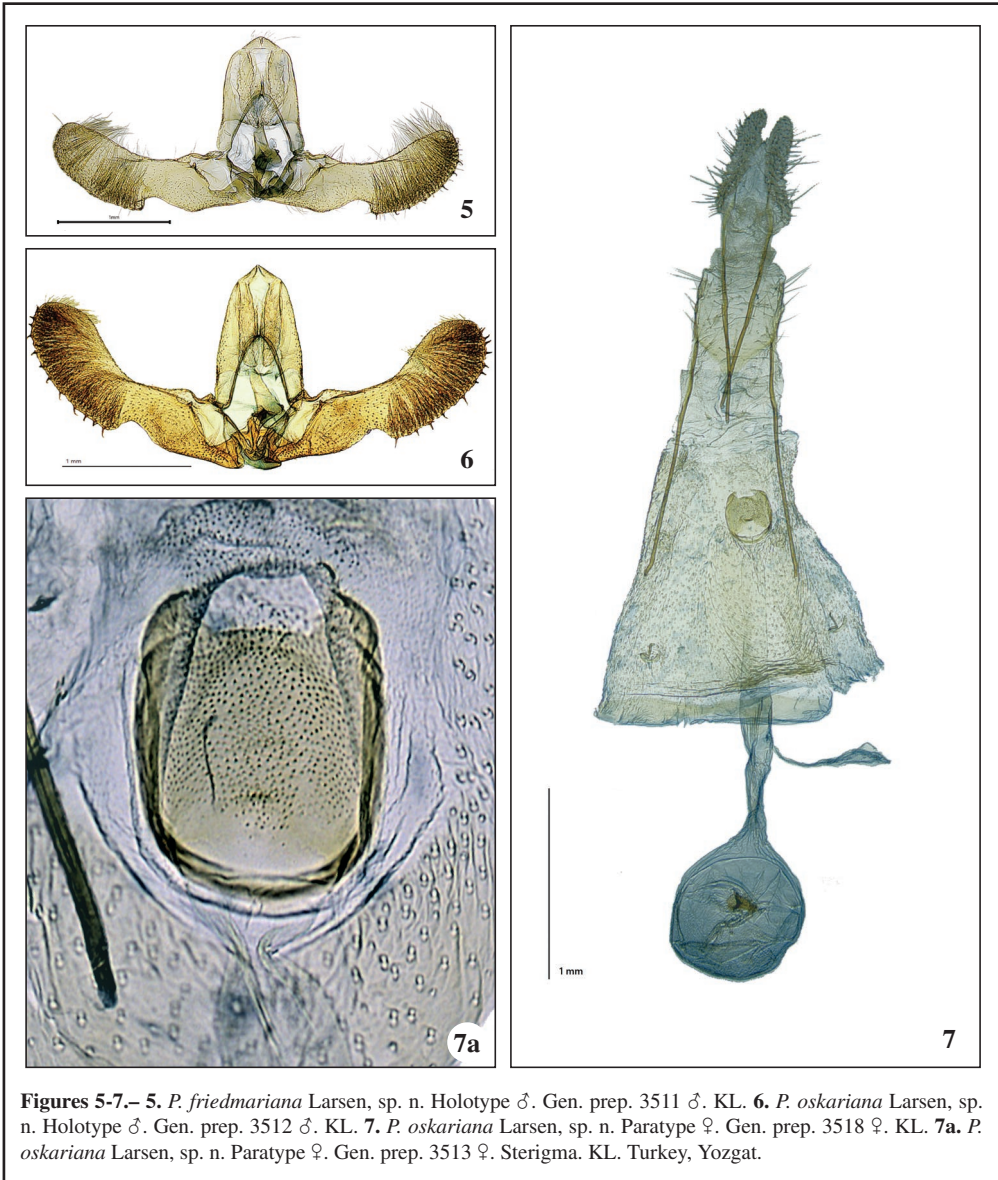 5
1mm
6
1 mm
7a
1 mm
7
Figures 5-7.– 5. P. friedmariana Larsen, sp. n. Holotype ♂. Gen. prep. 3511 ♂. KL. 6. P. oskariana Larsen, sp.
n. Holotype ♂. Gen. prep. 3512 ♂. KL. 7. P. oskariana Larsen, sp. n. Paratype ♀. Gen. prep. 3518 ♀. KL. 7a. P.
oskariana Larsen, sp. n. Paratype ♀. Gen. prep. 3513 ♀. Sterigma. KL. Turkey, Yozgat.